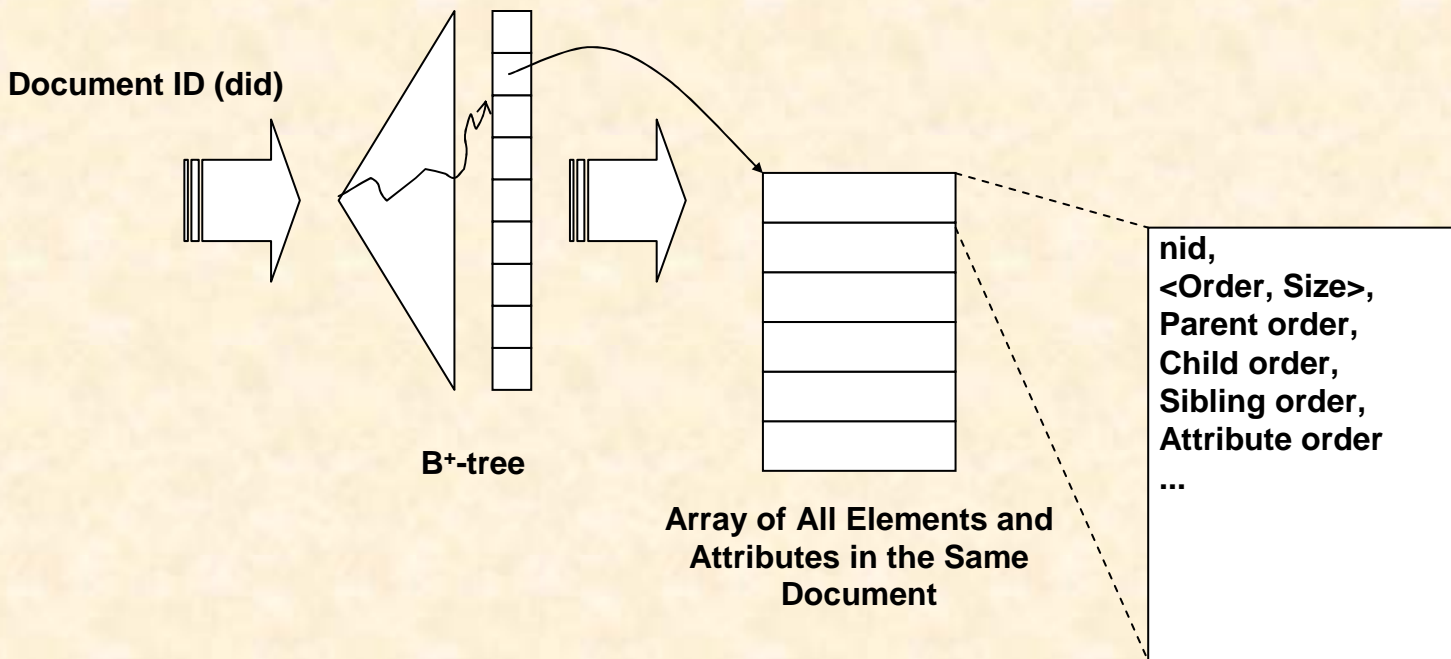 Document ID (did)
B+-tree
Array of All Elements and
Attributes in the Same
Document
nid,
<Order, Size>,
Parent order,
Child order,
Sibling order,
Attribute order
...